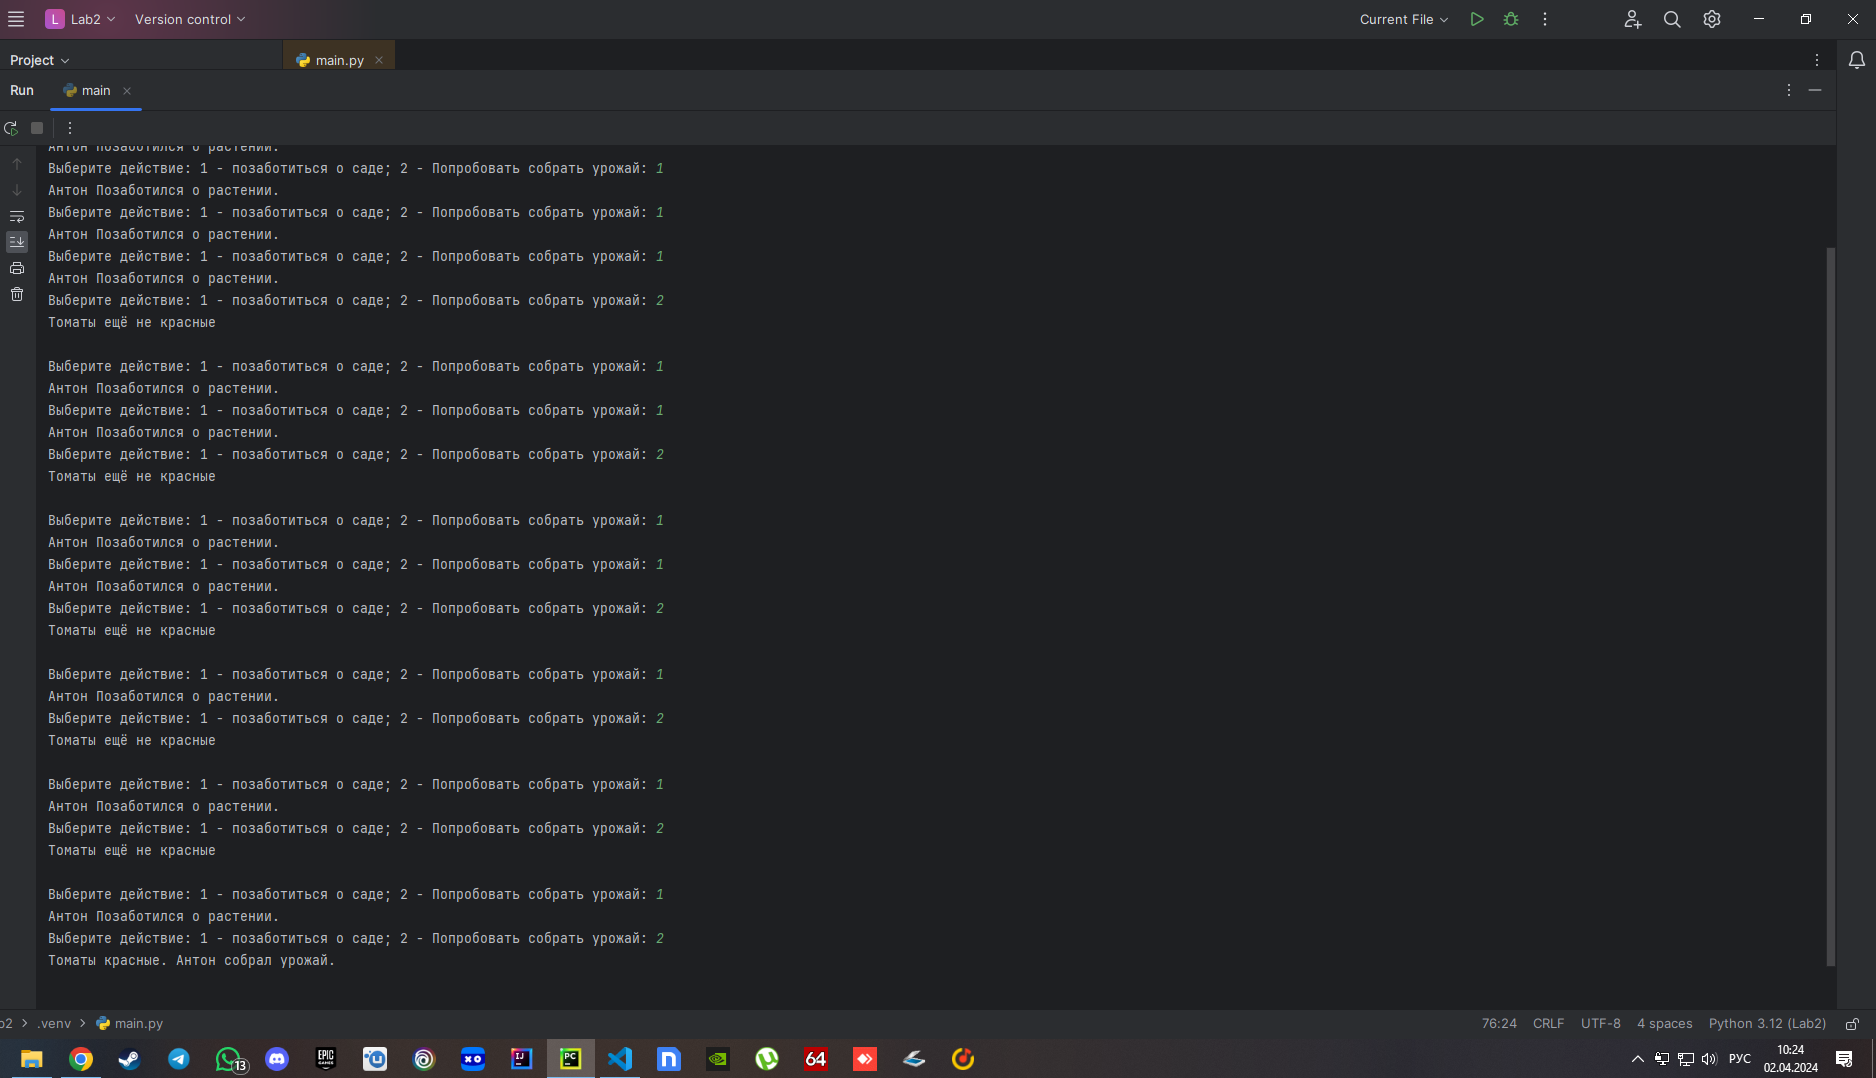 L Lab2 Version control Current File
Project main.py
Run main
Антон Позаботился о растении.
Выберите действие: 1 - позаботиться о саде; 2 - Попробовать собрать урожай: 1
Антон Позаботился о растении.
Выберите действие: 1 - позаботиться о саде; 2 - Попробовать собрать урожай: 1
Антон Позаботился о растении.
Выберите действие: 1 - позаботиться о саде; 2 - Попробовать собрать урожай: 1
Антон Позаботился о растении.
Выберите действие: 1 - позаботиться о саде; 2 - Попробовать собрать урожай: 2
Томаты ещё не красные
Выберите действие: 1 - позаботиться о саде; 2 - Попробовать собрать урожай: 1
Антон Позаботился о растении.
Выберите действие: 1 - позаботиться о саде; 2 - Попробовать собрать урожай: 1
Антон Позаботился о растении.
Выберите действие: 1 - позаботиться о саде; 2 - Попробовать собрать урожай: 2
Томаты ещё не красные
Выберите действие: 1 - позаботиться о саде; 2 - Попробовать собрать урожай: 1
Антон Позаботился о растении.
Выберите действие: 1 - позаботиться о саде; 2 - Попробовать собрать урожай: 1
Антон Позаботился о растении.
Выберите действие: 1 - позаботиться о саде; 2 - Попробовать собрать урожай: 2
Томаты ещё не красные
Выберите действие: 1 - позаботиться о саде; 2 - Попробовать собрать урожай: 1
Антон Позаботился о растении.
Выберите действие: 1 - позаботиться о саде; 2 - Попробовать собрать урожай: 2
Томаты ещё не красные
Выберите действие: 1 - позаботиться о саде; 2 - Попробовать собрать урожай: 1
Антон Позаботился о растении.
Выберите действие: 1 - позаботиться о саде; 2 - Попробовать собрать урожай: 2
Томаты ещё не красные
Выберите действие: 1 - позаботиться о саде; 2 - Попробовать собрать урожай: 1
Антон Позаботился о растении.
Выберите действие: 1 - позаботиться о саде; 2 - Попробовать собрать урожай: 2
Томаты красные. Антон собрал урожай.
b2 > .venv > main.py 76:24 CRLF UTF-8 4 spaces Python 3.12 (Lab2)
13 EPIC GAMES XO IJ PC 64 РУС 10:24
02.04.2024